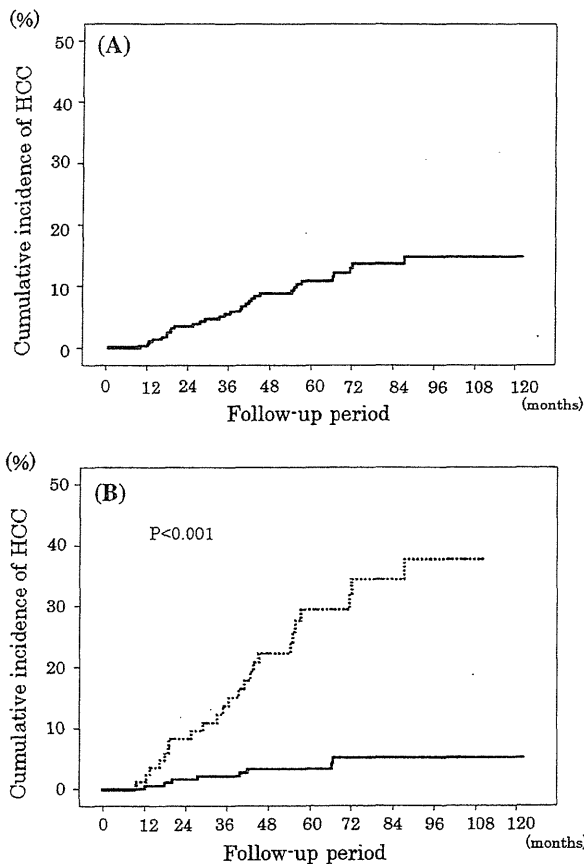 (%)
(A)
50
40
30
20
10
0
Cumulative incidence of HCC
0 12 24 36 48 60 72 84 96 108 120
(months)
Follow-up period
(%)
(B)
P<0.001
50
40
30
20
10
0
Cumulative incidence of HCC
0 12 24 36 48 60 72 84 96 108 120
(months)
Follow-up period